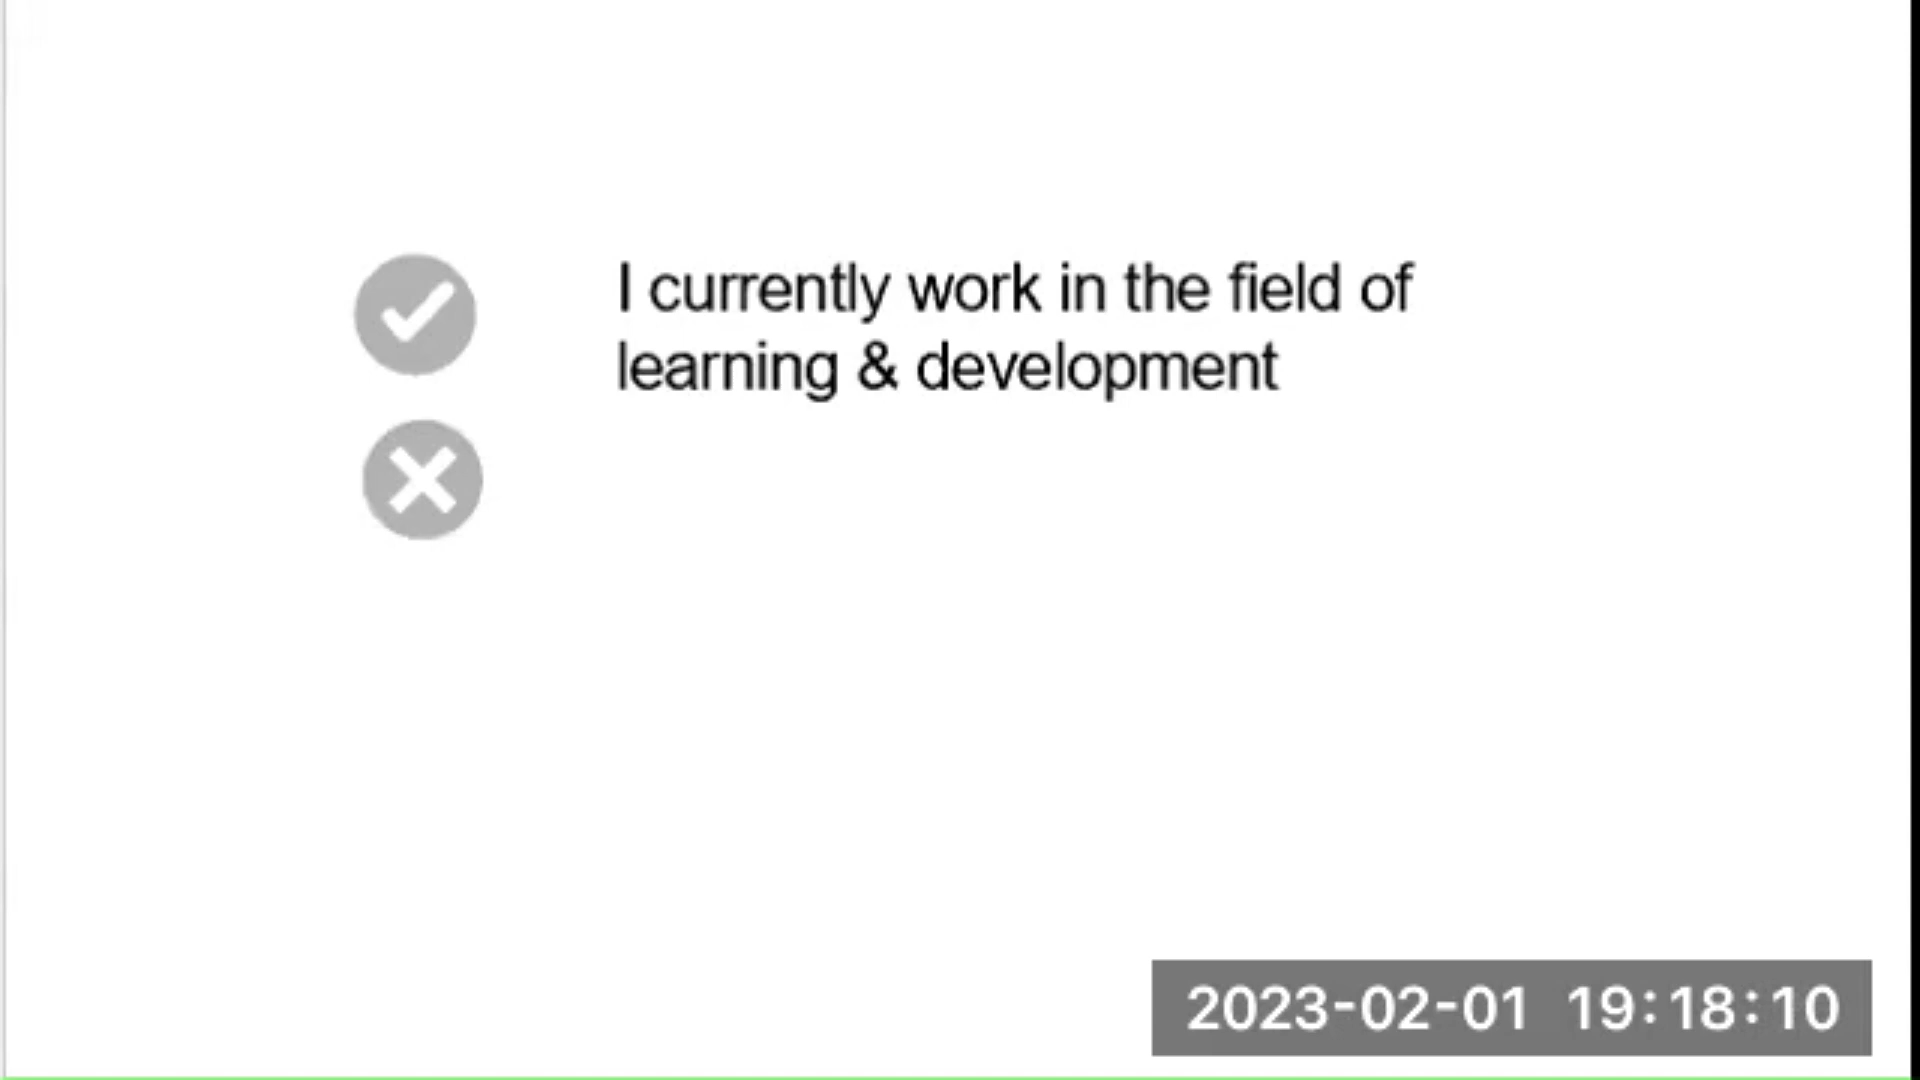 I currently work in the field of
learning & development
2023-02-01 19:18:10